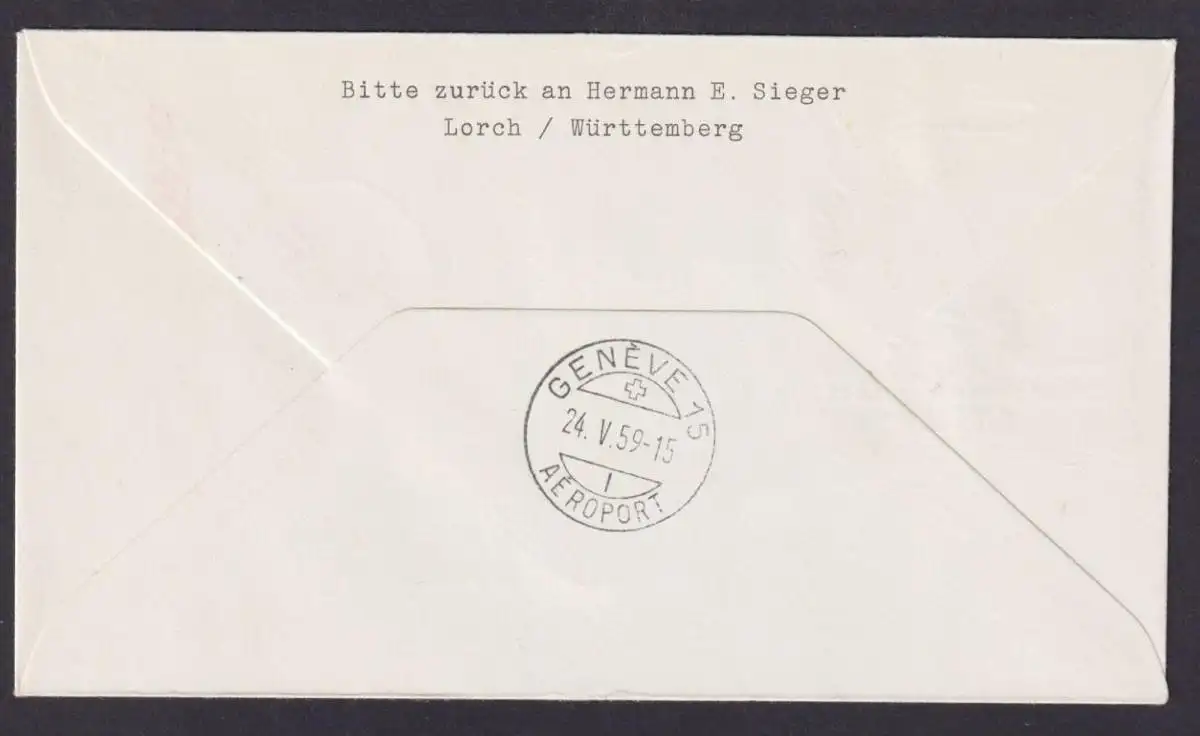 Bitte zurück an Hermann E. Sieger
Lorch / Württemberg
GENÈVE 15
24. V. 59-15
1
AÉROPORT